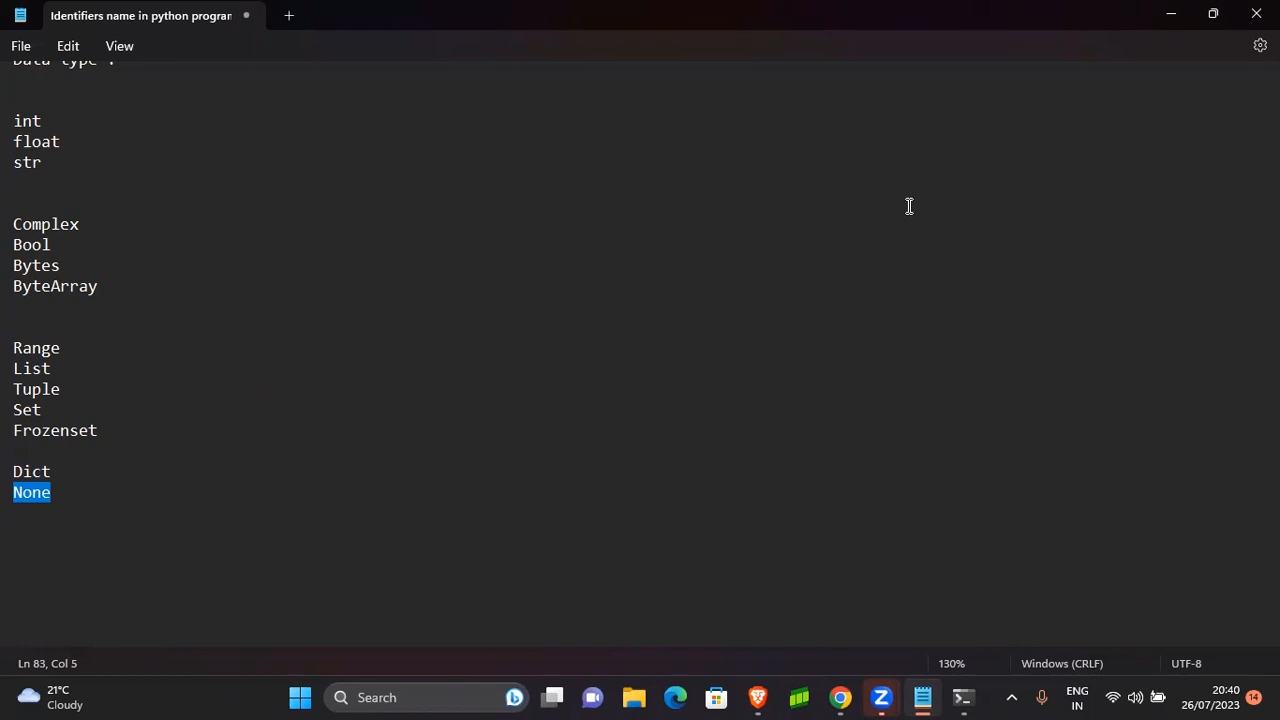 Identifiers name in python progran
File Edit View
Data type :
int
float
str
Complex
Bool
Bytes
ByteArray
Range
List
Tuple
Set
Frozenset
Dict
None
Ln 83, Col 5 130% Windows (CRLF) UTF-8
21°C
Cloudy
Search
ENG
IN
20:40
26/07/2023
14